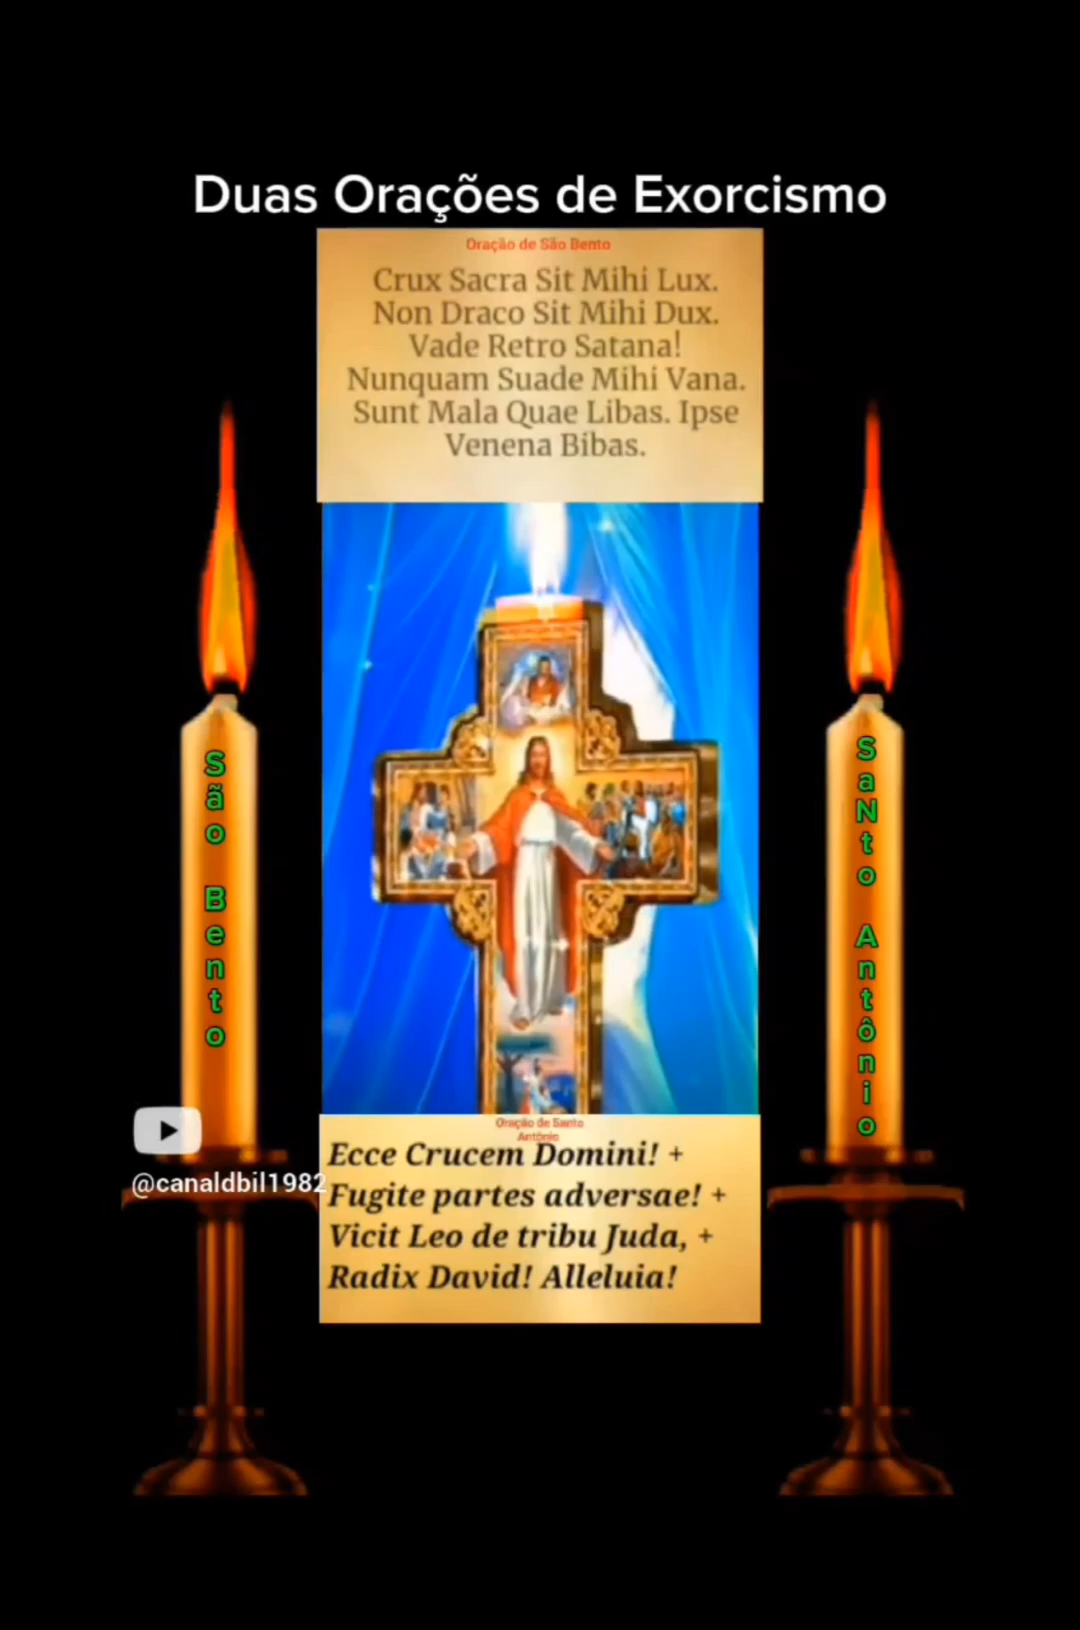 Duas Orações de Exorcismo
Oração de São Bento
Crux Sacra Sit Mihi Lux.
Non Draco Sit Mihi Dux.
Vade Retro Satana!
Nunquam Suade Mihi Vana.
Sunt Mala Quae Libas. Ipse
Venena Bibas.
São Bento
SaNto Antônio
Oração de Santo
Antônio
Ecce Crucem Domini! +
Fugite partes adversae! +
Vicit Leo de tribu Juda, +
Radix David! Alleluia!
@canaldbil1982